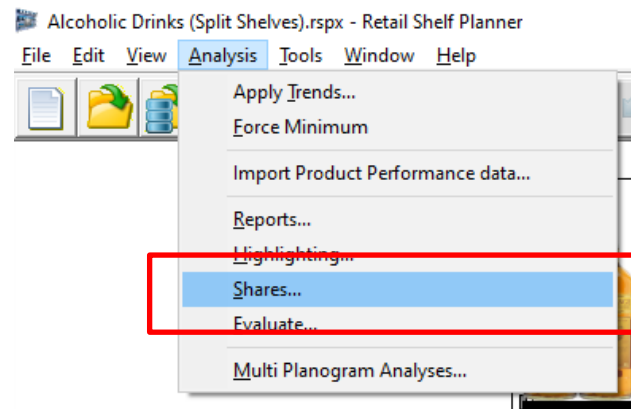 Alcoholic Drinks (Split Shelves).rspx - Retail Shelf Planner
File Edit View Analysis Tools Window Help
Apply Trends...
Force Minimum
Import Product Performance data...
Reports...
Highlighting...
Shares...
Evaluate...
Multi Planogram Analyses...